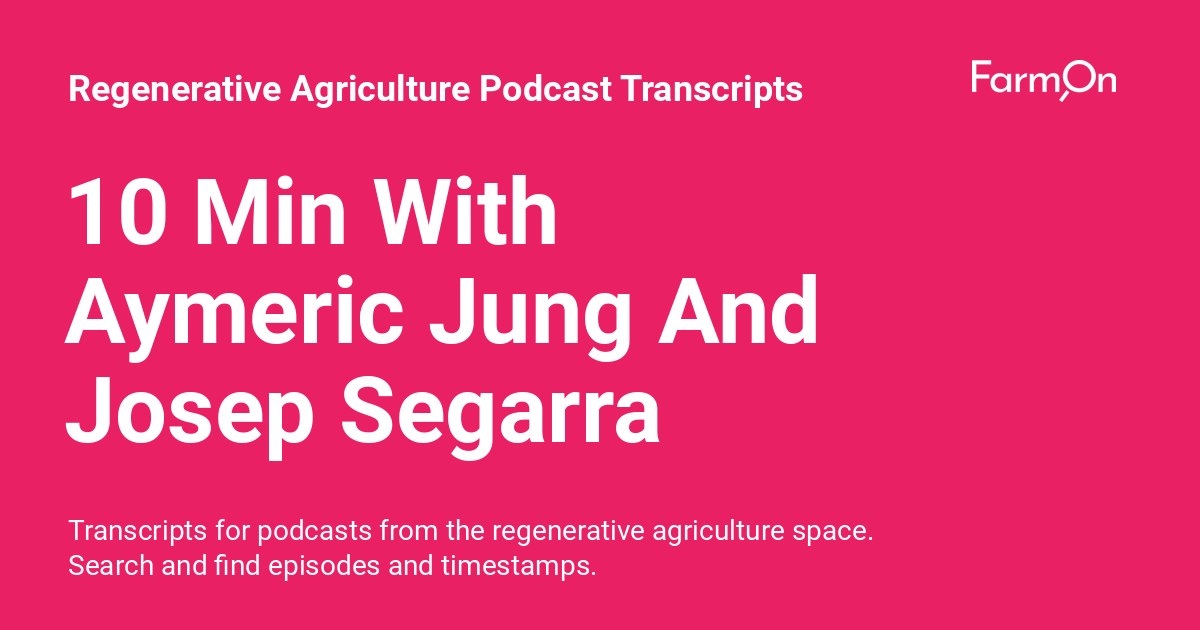 Regenerative Agriculture Podcast Transcripts
FarmOn
10 Min With
Aymeric Jung And
Josep Segarra
Transcripts for podcasts from the regenerative agriculture space.
Search and find episodes and timestamps.